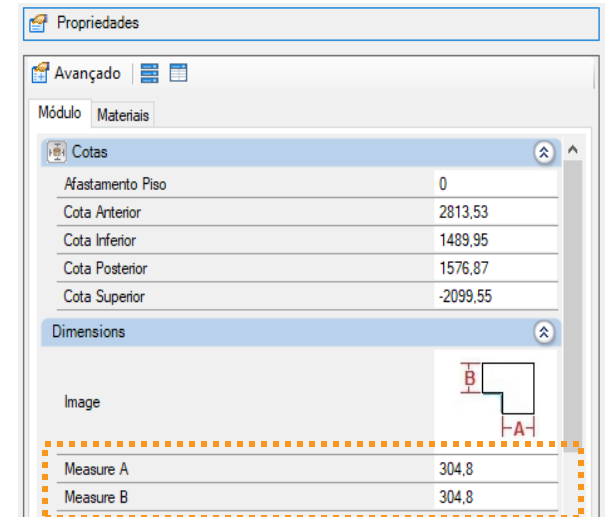 Propriedades
Avançado
Módulo Materiais
Cotas
Afastamento Piso 0
Cota Anterior 2813,53
Cota Inferior 1489,95
Cota Posterior 1576,87
Cota Superior -2099,55
Dimensions
Image B A
Measure A 304,8
Measure B 304,8